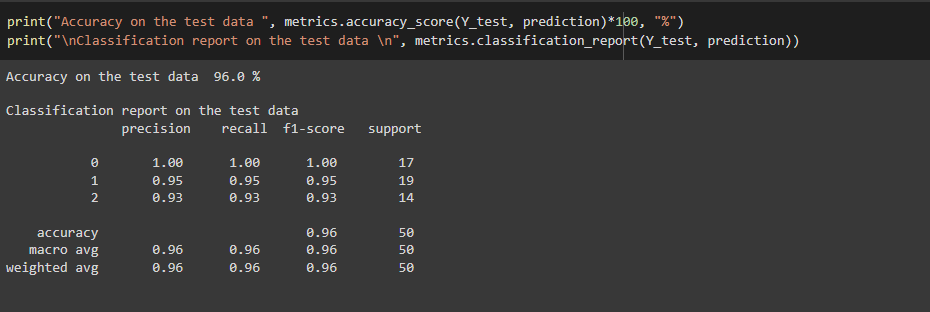 print("Accuracy on the test data ", metrics.accuracy_score(Y_test, prediction)*100, "%")
print("\nClassification report on the test data \n", metrics.classification_report(Y_test, prediction))
Accuracy on the test data  96.0 %
Classification report on the test data
precision    recall  f1-score   support
0       1.00      1.00      1.00        17
1       0.95      0.95      0.95        19
2       0.93      0.93      0.93        14
accuracy                           0.96        50
macro avg       0.96      0.96      0.96        50
weighted avg       0.96      0.96      0.96        50